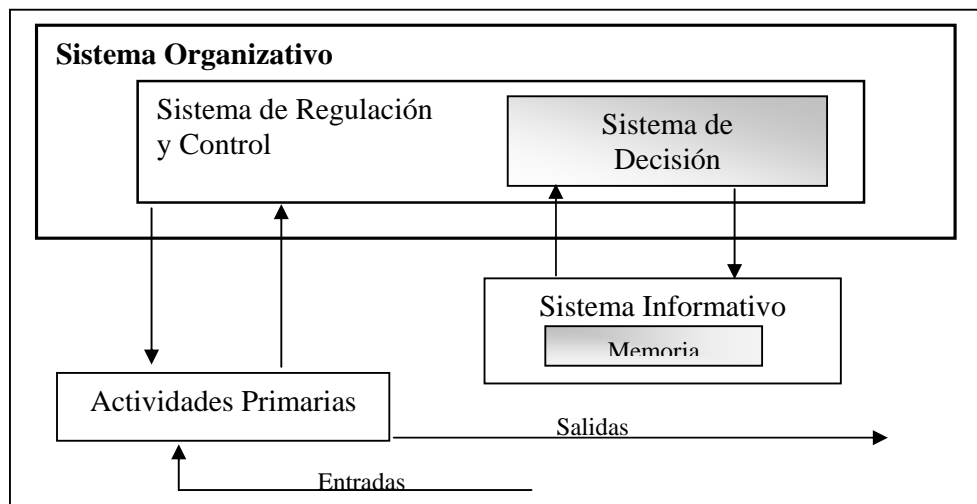 Sistema Organizativo
Sistema de Regulación
y Control
Sistema de
Decisión
Sistema Informativo
Memoria
Actividades Primarias
Salidas
Entradas